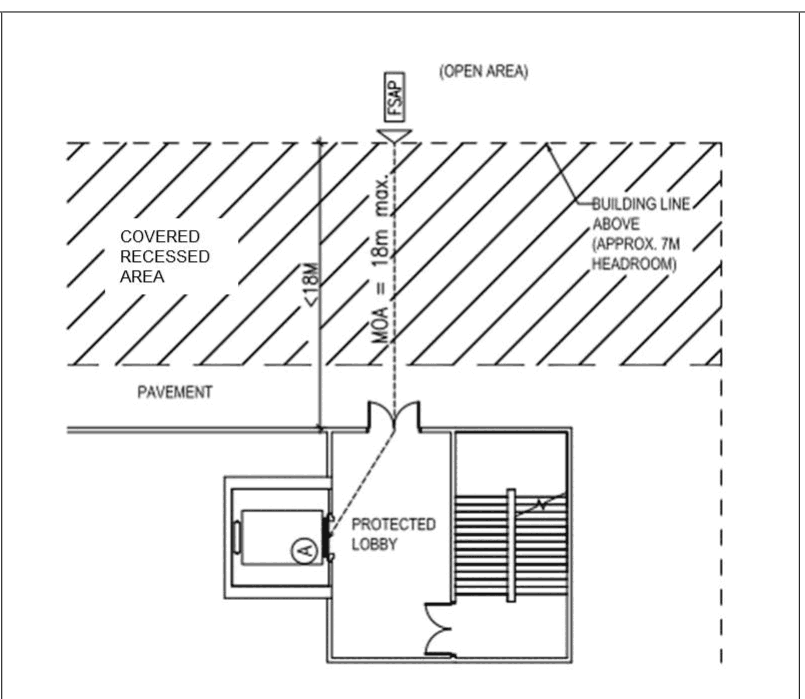 (OPEN AREA)
FSAP
MOA = 18m max.
<18M
COVERED
RECESSED
AREA
BUILDING LINE
ABOVE
(APPROX. 7M
HEADROOM)
PAVEMENT
PROTECTED
LOBBY
A